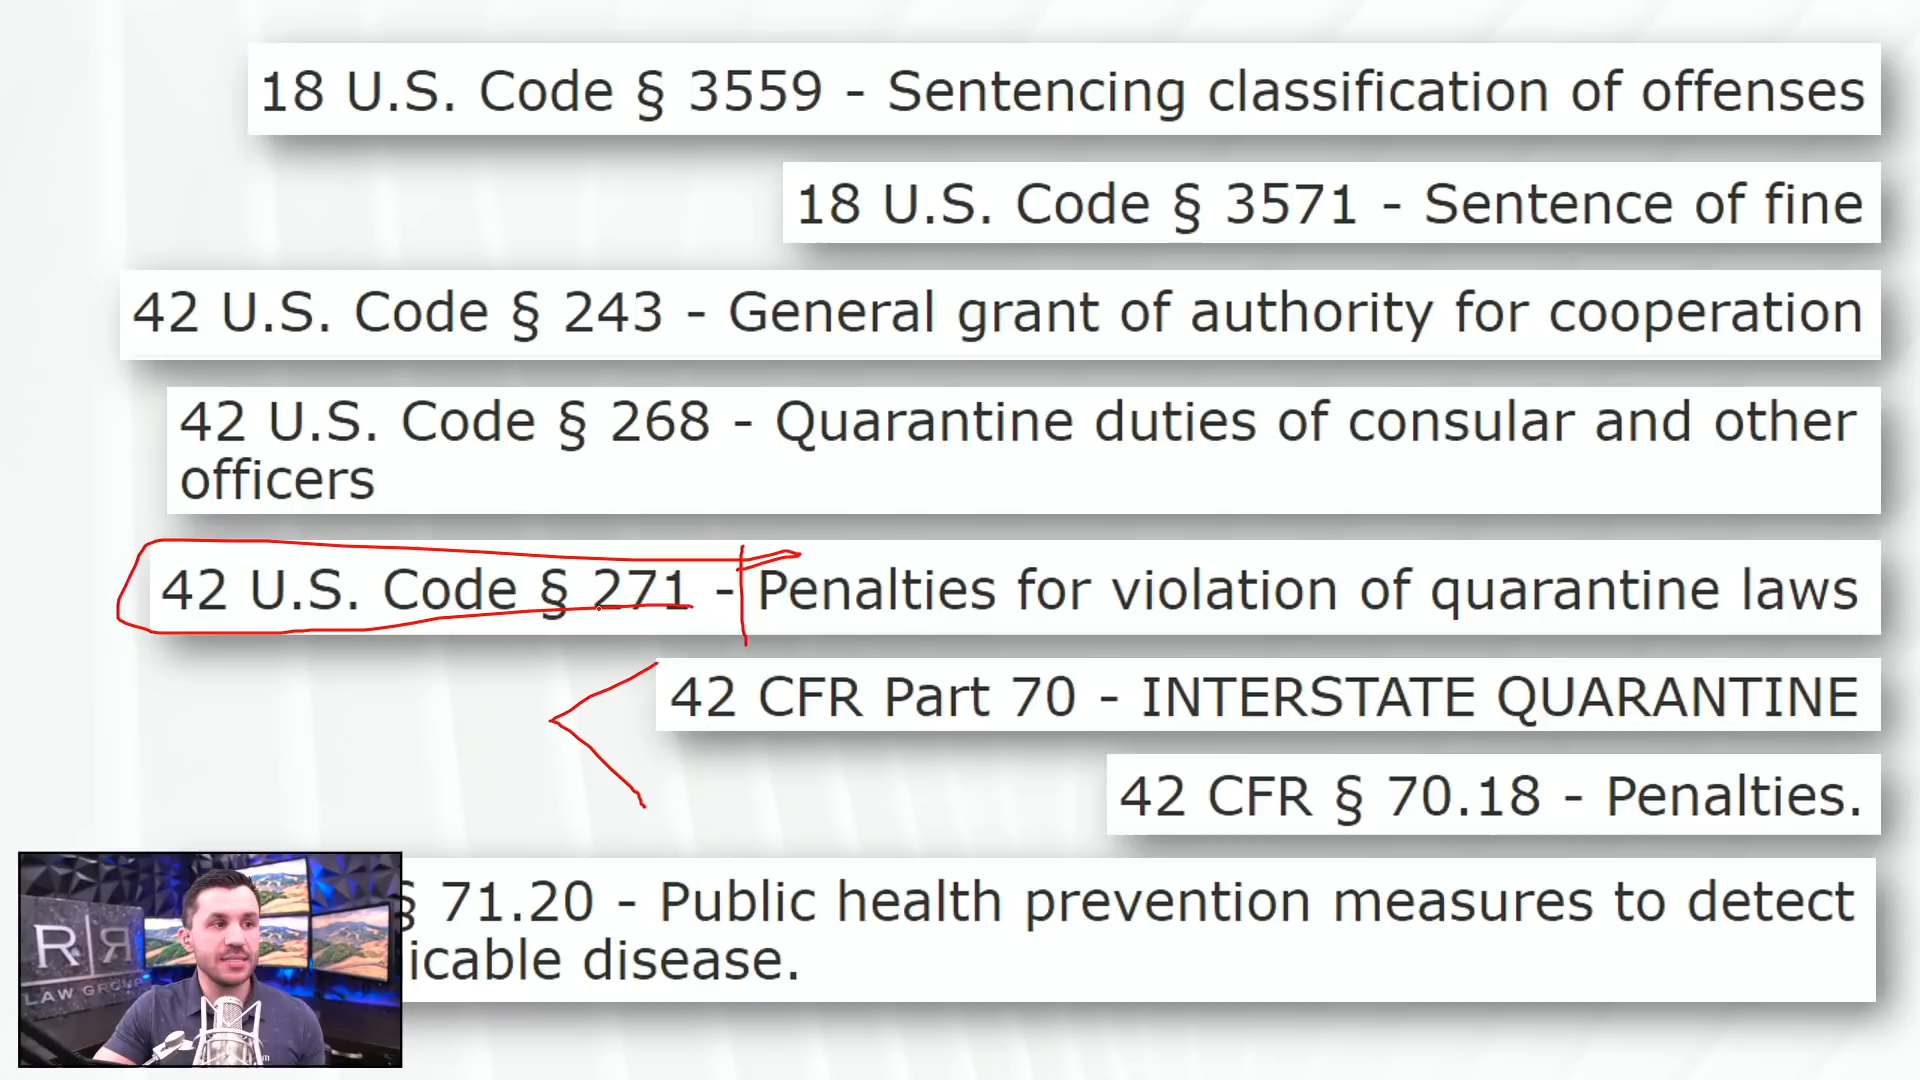 18 U.S. Code § 3559 - Sentencing classification of offenses
18 U.S. Code § 3571 - Sentence of fine
42 U.S. Code § 243 - General grant of authority for cooperation
42 U.S. Code § 268 - Quarantine duties of consular and other
officers
42 U.S. Code § 271 - Penalties for violation of quarantine laws
42 CFR Part 70 - INTERSTATE QUARANTINE
42 CFR § 70.18 - Penalties.
§ 71.20 - Public health prevention measures to detect
icable disease.
R|R
LAW GROUP